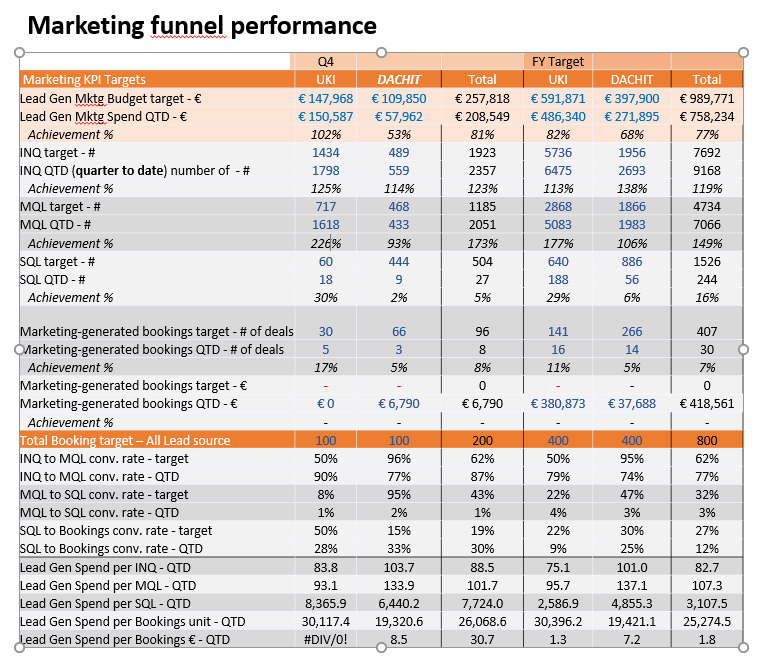 Marketing funnel performance
Q4 FY Target
Marketing KPI Targets UKI DACHIT Total UKI DACHIT Total
Lead Gen Mktg Budget target - € € 147,968 € 109,850 € 257,818 € 591,871 € 397,900 € 989,771
Lead Gen Mktg Spend QTD - € € 150,587 € 57,962 € 208,549 € 486,340 € 271,895 € 758,234
Achievement % 102% 53% 81% 82% 68% 77%
INQ target - # 1434 489 1923 5736 1956 7692
INQ QTD (quarter to date) number of - # 1798 559 2357 6475 2693 9168
Achievement % 125% 114% 123% 113% 138% 119%
MQL target - # 717 468 1185 2868 1866 4734
MQL QTD - # 1618 433 2051 5083 1983 7066
Achievement % 226% 93% 173% 177% 106% 149%
SQL target - # 60 444 504 640 886 1526
SQL QTD - # 18 9 27 188 56 244
Achievement % 30% 2% 5% 29% 6% 16%
Marketing-generated bookings target - # of deals 30 66 96 141 266 407
Marketing-generated bookings QTD - # of deals 5 3 8 16 14 30
Achievement % 17% 5% 8% 11% 5% 7%
Marketing-generated bookings target - € - - 0 - - 0
Marketing-generated bookings QTD - € € 0 € 6,790 € 6,790 € 380,873 € 37,688 € 418,561
Achievement % - - - - - -
Total Booking target – All Lead source 100 100 200 400 400 800
INQ to MQL conv. rate - target 50% 96% 62% 50% 95% 62%
INQ to MQL conv. rate - QTD 90% 77% 87% 79% 74% 77%
MQL to SQL conv. rate - target 8% 95% 43% 22% 47% 32%
MQL to SQL conv. rate - QTD 1% 2% 1% 4% 3% 3%
SQL to Bookings conv. rate - target 50% 15% 19% 22% 30% 27%
SQL to Bookings conv. rate - QTD 28% 33% 30% 9% 25% 12%
Lead Gen Spend per INQ - QTD 83.8 103.7 88.5 75.1 101.0 82.7
Lead Gen Spend per MQL - QTD 93.1 133.9 101.7 95.7 137.1 107.3
Lead Gen Spend per SQL - QTD 8,365.9 6,440.2 7,724.0 2,586.9 4,855.3 3,107.5
Lead Gen Spend per Bookings unit - QTD 30,117.4 19,320.6 26,068.6 30,396.2 19,421.1 25,274.5
Lead Gen Spend per Bookings € - QTD #DIV/0! 8.5 30.7 1.3 7.2 1.8